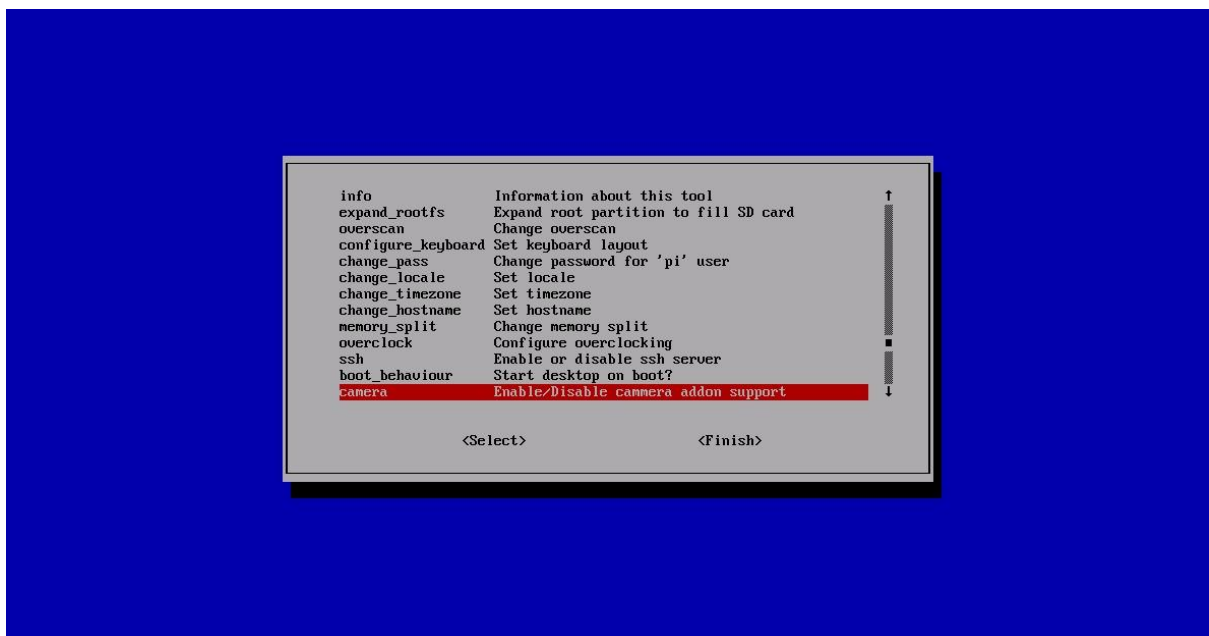 info Information about this tool
expand_rootfs Expand root partition to fill SD card
overscan Change overscan
configure_keyboard Set keyboard layout
change_pass Change password for 'pi' user
change_locale Set locale
change_timezone Set timezone
change_hostname Set hostname
memory_split Change memory split
overclock Configure overclocking
ssh Enable or disable ssh server
boot_behaviour Start desktop on boot?
camera Enable/Disable cammera addon support
<Select> <Finish>